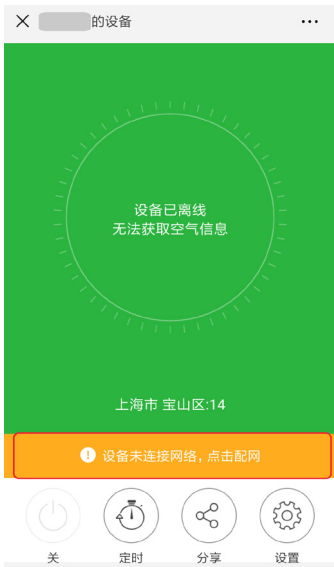 的设备
设备已离线
无法获取空气信息
上海市 宝山区:14
设备未连接网络，点击配网
关
定时
分享
设置